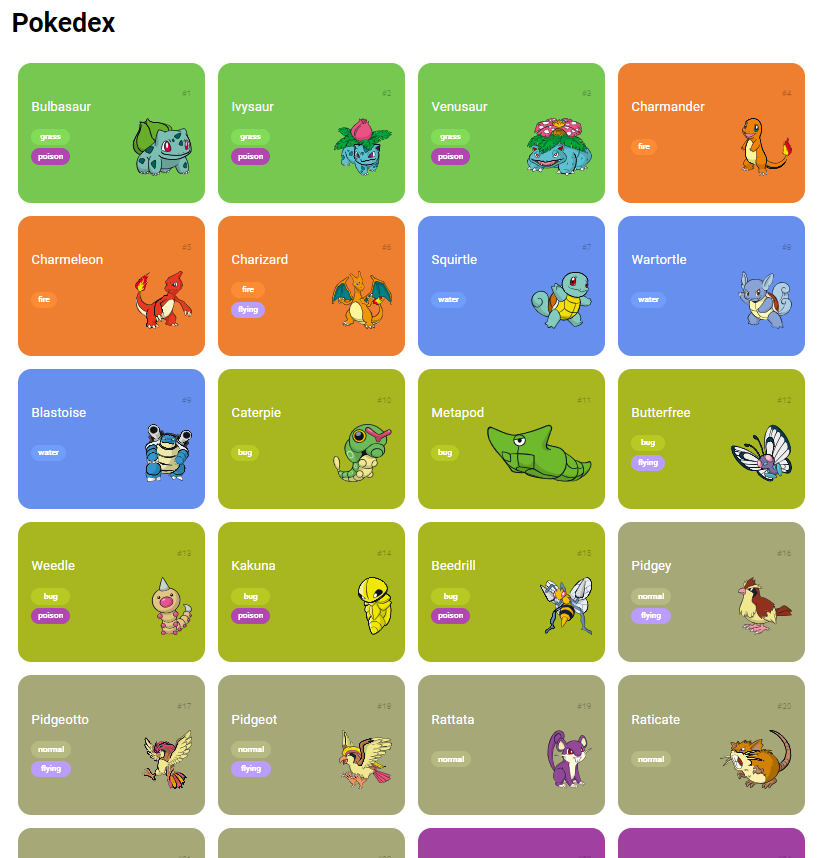 Pokedex
#1
Bulbasaur
grass
poison
#2
Ivysaur
grass
poison
#3
Venusaur
grass
poison
#4
Charmander
fire
#5
Charmeleon
fire
#6
Charizard
fire
flying
#7
Squirtle
water
#8
Wartortle
water
#9
Blastoise
water
#10
Caterpie
bug
#11
Metapod
bug
#12
Butterfree
bug
flying
#13
Weedle
bug
poison
#14
Kakuna
bug
poison
#15
Beedrill
bug
poison
#16
Pidgey
normal
flying
#17
Pidgeotto
normal
flying
#18
Pidgeot
normal
flying
#19
Rattata
normal
#20
Raticate
normal